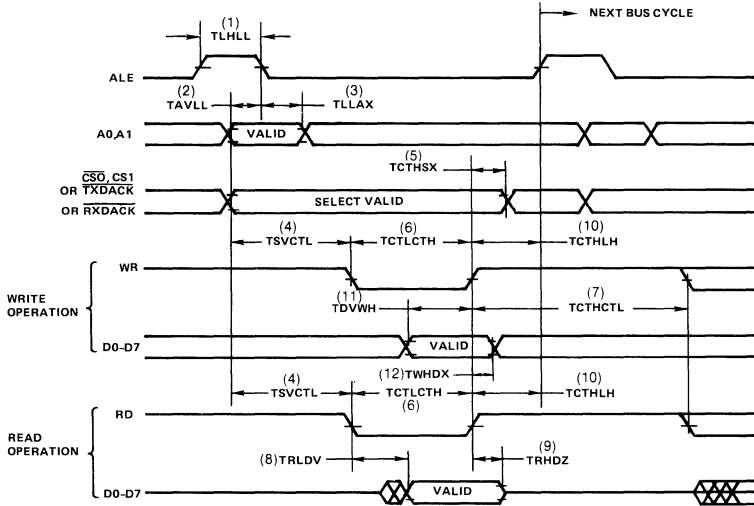 (1)
TLHLL
NEXT BUS CYCLE
ALE
(2)
TAVLL
(3)
TLLAX
A0,A1
VALID
(5)
TCTHSX
CSO, CS1
OR TXDACK
OR RXDACK
SELECT VALID
(4)
TSVCTL
(6)
TCTLCTH
(10)
TCTHLH
WR
WRITE
OPERATION
(11)
TDVWH
(7)
TCTHCTL
D0-D7
VALID
(12) TWHDX
(4)
TSVCTL
TCTLCTH
(6)
(10)
TCTHLH
RD
READ
OPERATION
(8) TRLDV
(9)
TRHDZ
D0-D7
VALID